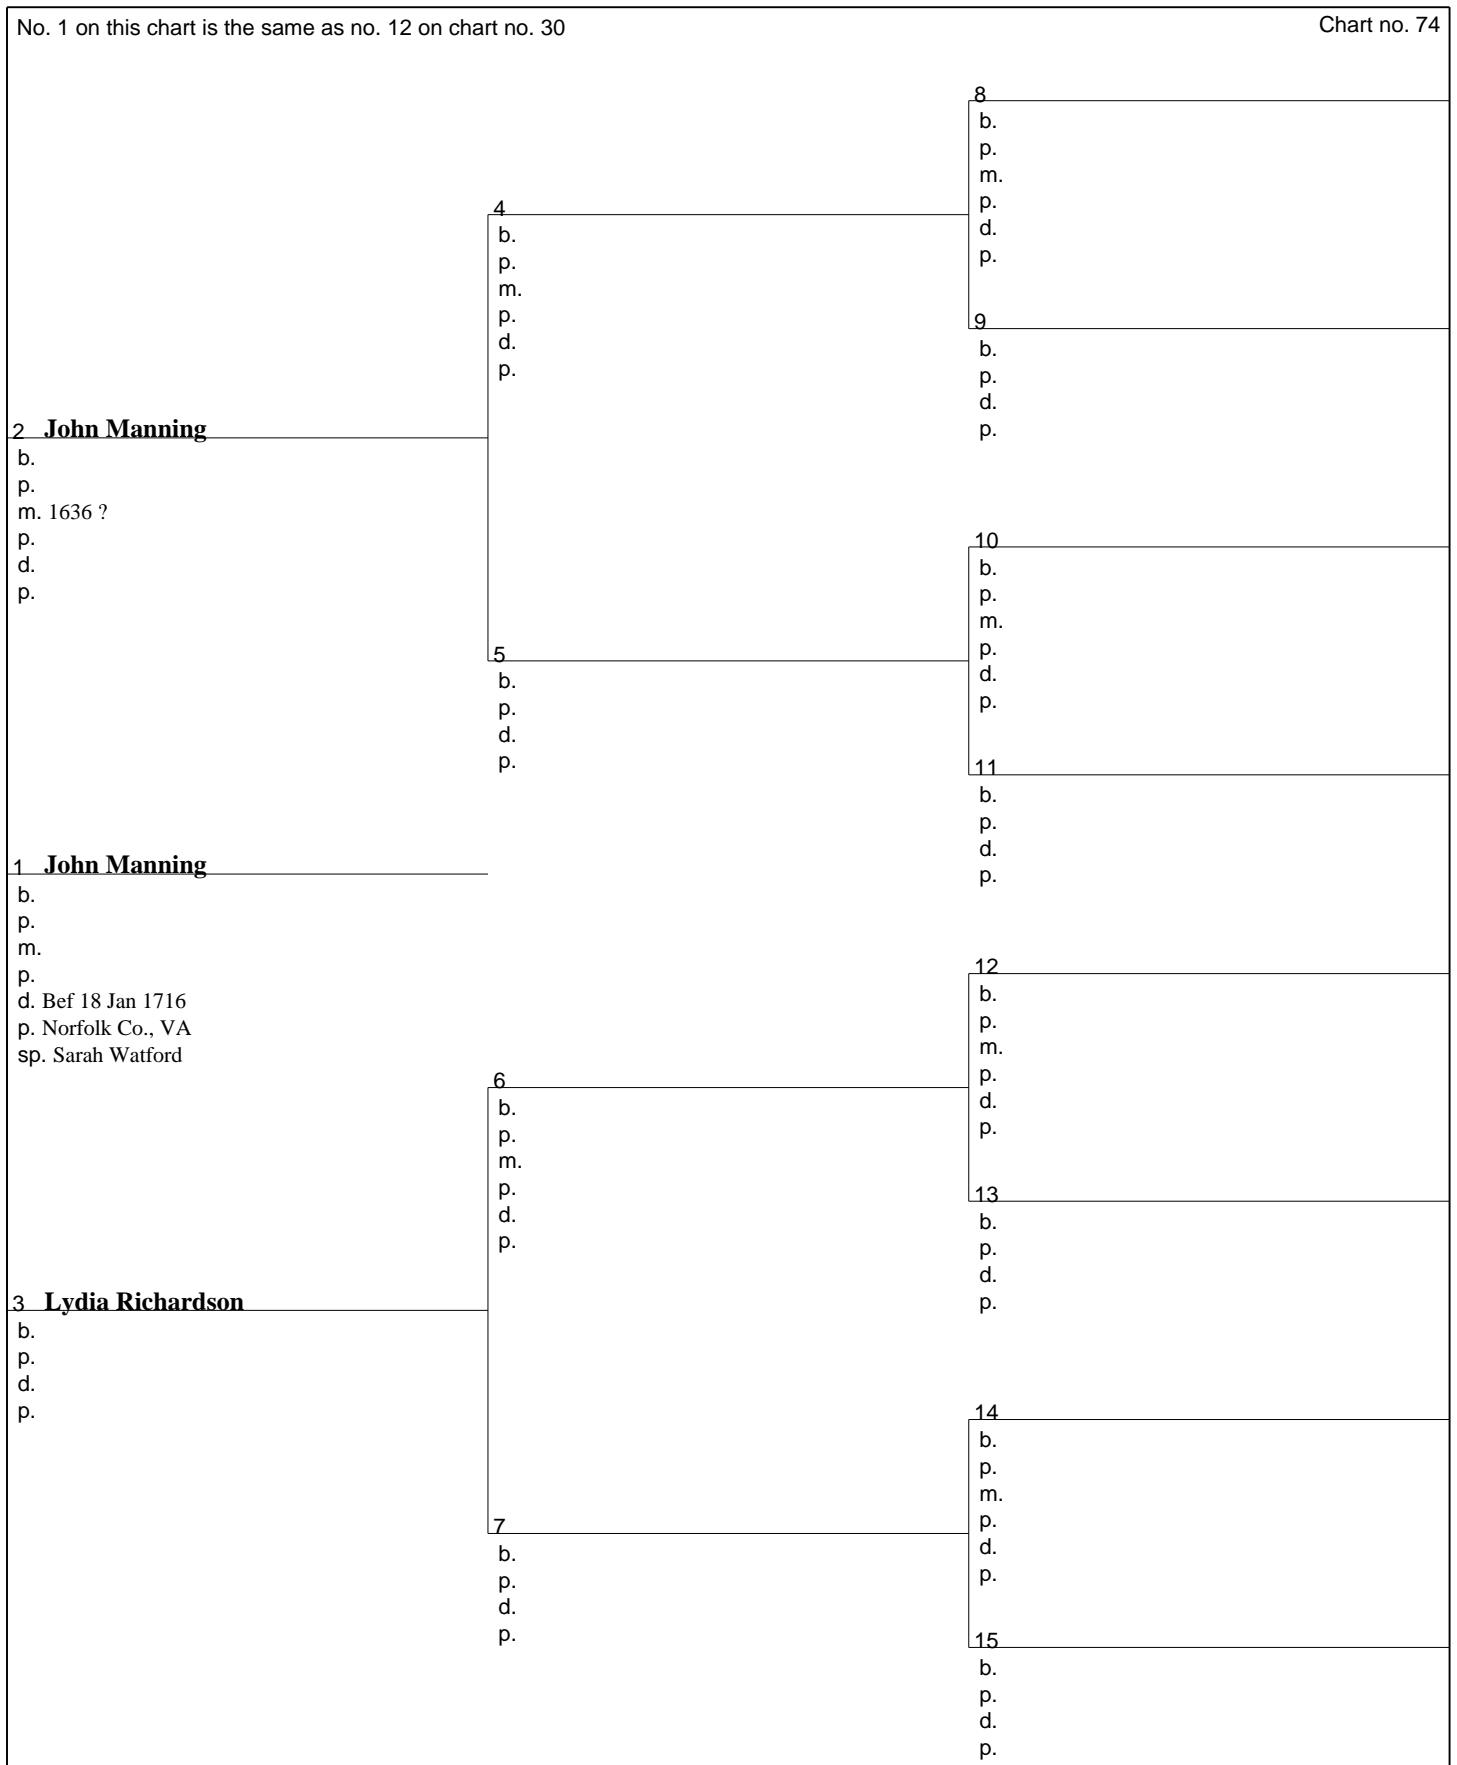 No. 1 on this chart is the same as no. 12 on chart no. 30
Chart no. 74
8
b.
p.
m.
p.
d.
p.
4
b.
p.
m.
p.
d.
p.
9
b.
p.
d.
p.
2 John Manning
b.
p.
m. 1636 ?
p.
d.
p.
10
b.
p.
m.
p.
d.
p.
5
b.
p.
d.
p.
11
b.
p.
d.
p.
1 John Manning
b.
p.
m.
p.
d. Bef 18 Jan 1716
p. Norfolk Co., VA
sp. Sarah Watford
12
b.
p.
m.
p.
d.
p.
6
b.
p.
m.
p.
d.
p.
13
b.
p.
d.
p.
3 Lydia Richardson
b.
p.
d.
p.
14
b.
p.
m.
p.
d.
p.
7
b.
p.
d.
p.
15
b.
p.
d.
p.